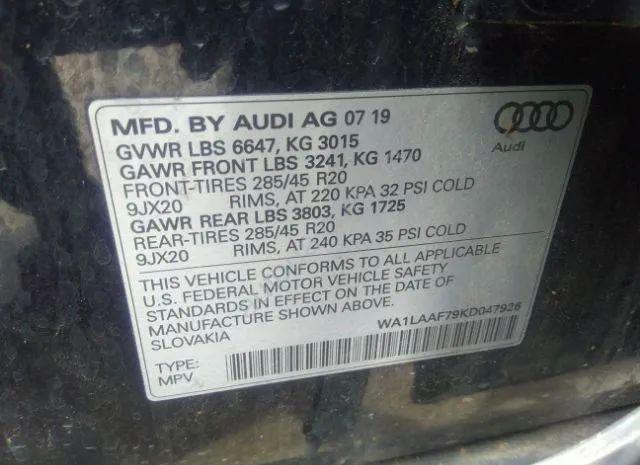 MFD. BY AUDI AG 07 19
GVWR LBS 6647, KG 3015
GAWR FRONT LBS 3241, KG 1470
FRONT-TIRES 285/45 R20
9JX20 RIMS, AT 220 KPA 32 PSI COLD
GAWR REAR LBS 3803, KG 1725
REAR-TIRES 285/45 R20
9JX20 RIMS, AT 240 KPA 35 PSI COLD
Audi
THIS VEHICLE CONFORMS TO ALL APPLICABLE
U.S. FEDERAL MOTOR VEHICLE SAFETY
STANDARDS IN EFFECT ON THE DATE OF
MANUFACTURE SHOWN ABOVE.
SLOVAKIA
WA1LAAF79KD047926
TYPE:
MPV